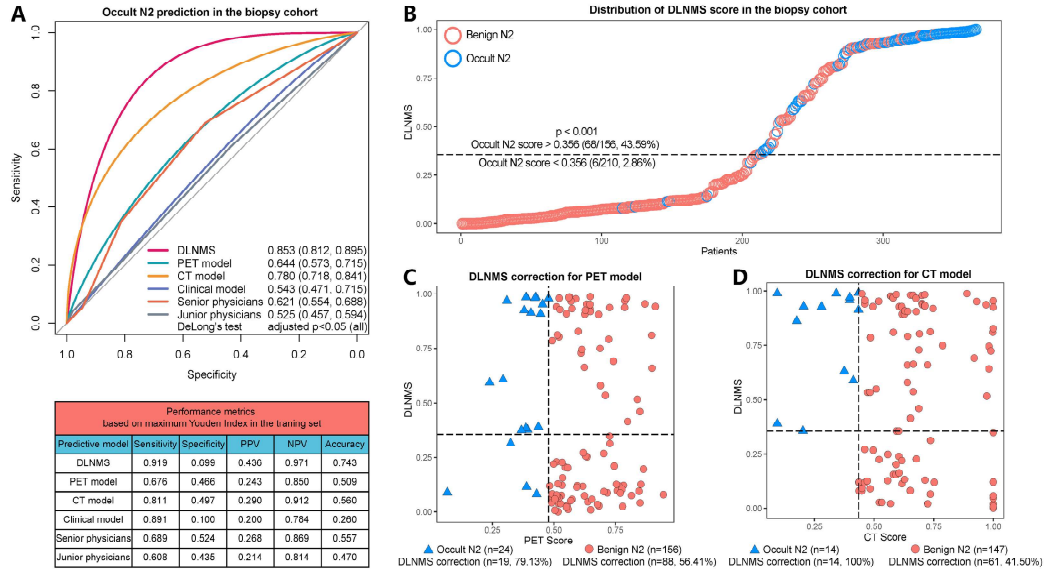 A
Occult N2 prediction in the biopsy cohort
1.0
0.8
0.6
0.4
0.2
0.0
Sensitivity
DLNMS 0.853 (0.812, 0.895)
PET model 0.644 (0.573, 0.715)
CT model 0.780 (0.718, 0.841)
Clinical model 0.543 (0.471, 0.715)
Senior physicians 0.621 (0.554, 0.688)
Junior physicians 0.525 (0.457, 0.594)
DeLong's test adjusted p<0.05 (all)
1.0 0.8 0.6 0.4 0.2 0.0
Specificity
Performance metrics
based on maximum Youden Index in the traning set
Predictive model Sensitivity Specificity PPV NPV Accuracy
DLNMG 0.919 0.699 0.436 0.971 0.743
PET model 0.676 0.466 0.243 0.850 0.509
CT model 0.811 0.497 0.290 0.912 0.560
Clinical model 0.891 0.100 0.200 0.784 0.260
Senior physicians 0.689 0.524 0.268 0.869 0.557
Junior physicians 0.608 0.435 0.214 0.814 0.470
B
Distribution of DLNMS score in the biopsy cohort
Benign N2
Occult N2
1.00
0.75
0.50
0.25
0.00
DLNMS
p < 0.001
Occult N2 score > 0.356 (68/156, 43.59%)
Occult N2 score < 0.356 (6/210, 2.86%)
0 100 200 300
Patients
C
DLNMS correction for PET model
1.00
0.75
0.50
0.25
0.00
DLNMS
0.25 0.50 0.75
PET Score
Occult N2 (n=24) Benign N2 (n=156)
DLNMS correction (n=19, 79.13%) DLNMS correction (n=88, 56.41%)
D
DLNMS correction for CT model
1.00
0.75
0.50
0.25
0.00
DLNMS
0.25 0.50 0.75 1.00
CT Score
Occult N2 (n=14) Benign N2 (n=147)
DLNMS correction (n=14, 100%) DLNMS correction (n=61, 41.50%)